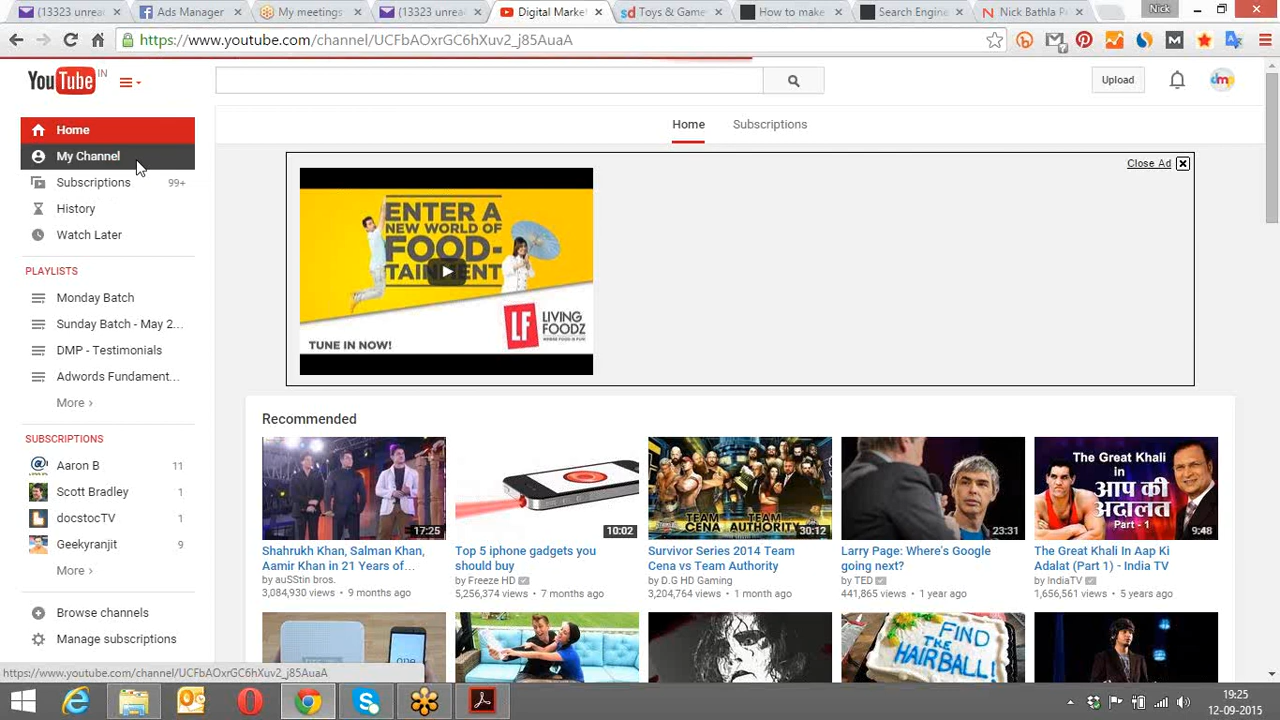 (13323 unrea
Ads Manager
My meetings
(13323 unrea
Digital Marke
Toys & Game
How to make
Search Engine
Nick Bathla P
Nick
https://www.youtube.com/channel/UCFbAOxrGC6hXuv2_j85AuaA
YouTube IN
Upload
dm
Home
My Channel
Subscriptions 99+
History
Watch Later
PLAYLISTS
Monday Batch
Sunday Batch - May 2...
DMP - Testimonials
Adwords Fundament...
More ›
SUBSCRIPTIONS
Aaron B 11
Scott Bradley 1
docstocTV 1
Geekyranjit 9
More ›
Browse channels
Manage subscriptions
Home Subscriptions
Close Ad
ENTER A
NEW WORLD OF
FOOD-
TAINMENT
LF LIVING
FOODZ
TUNE IN NOW!
Recommended
17:25
Shahrukh Khan, Salman Khan,
Aamir Khan in 21 Years of...
by auSStin bros.
3,084,930 views • 9 months ago
10:02
Top 5 iphone gadgets you
should buy
by Freeze HD
5,256,374 views • 7 months ago
TEAM CENA TEAM AUTHORITY
30:12
Survivor Series 2014 Team
Cena vs Team Authority
by D.G HD Gaming
3,204,764 views • 1 month ago
23:31
Larry Page: Where's Google
going next?
by TED
441,865 views • 1 year ago
The Great Khali
in
आप की
अदालत
Part - 1
9:48
The Great Khali In Aap Ki
Adalat (Part 1) - India TV
by IndiaTV
1,656,561 views • 5 years ago
one
FIND
THE
HAIRBALL!
https://www.youtube.com/channel/UCFbAOxrGC6hXuv2_j85AuaA
19:25
12-09-2015